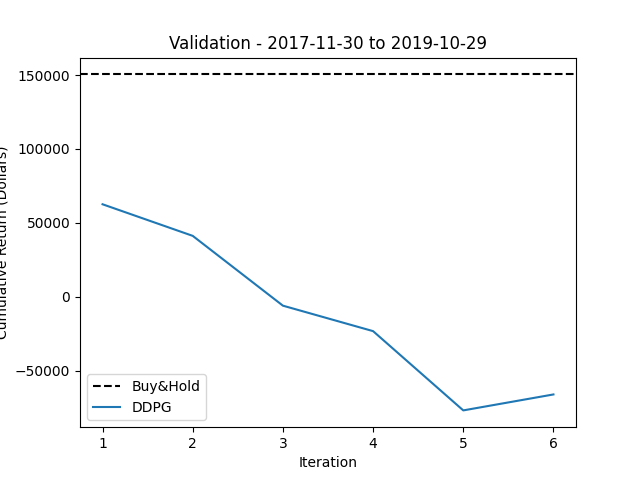 Validation - 2017-11-30 to 2019-10-29
Cumulative Return (Dollars)
150000
100000
50000
0
−50000
Buy&Hold
DDPG
1 2 3 4 5 6
Iteration